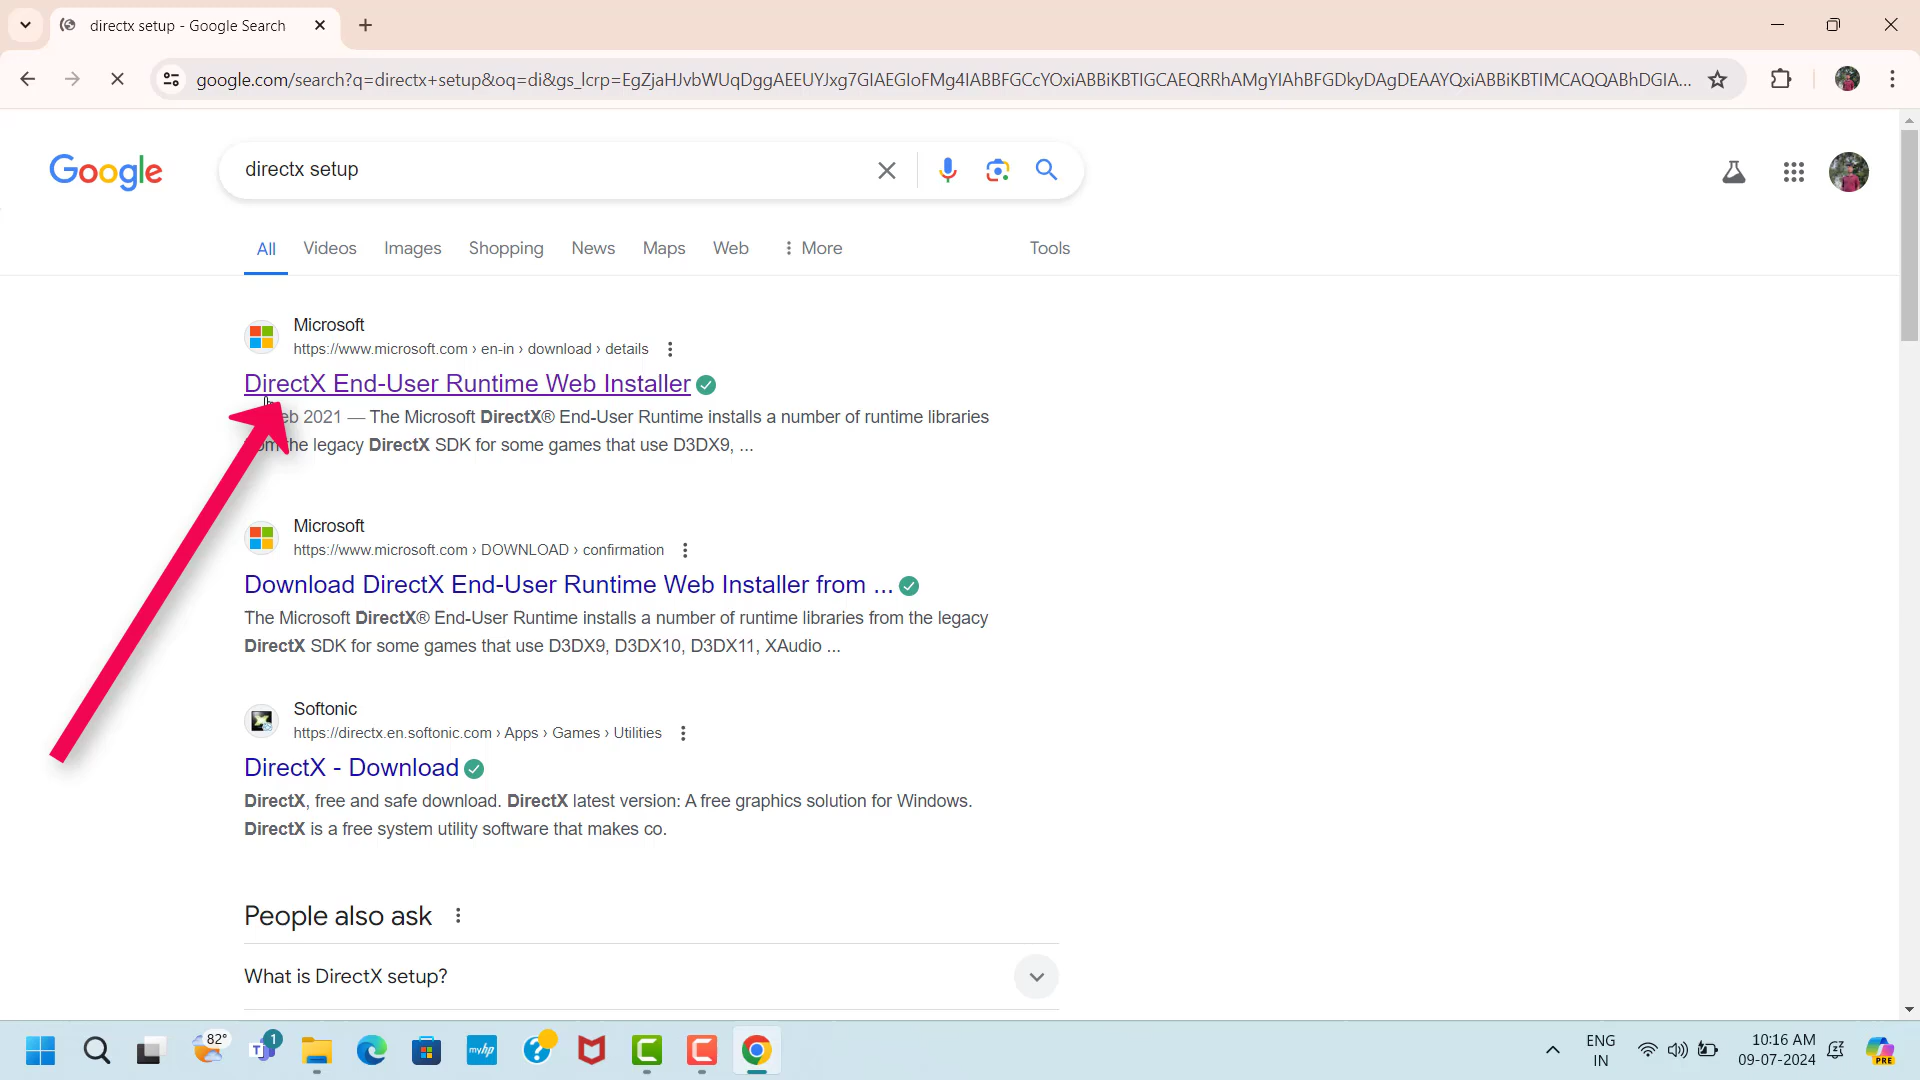 directx setup - Google Search
google.com/search?q=directx+setup&oq=di&gs_lcrp=EgZjaHJvbWUqDggAEEUYJxg7GIAEGIoFMg4IABBFGCcYOxiABBiKBTIGCAEQRRhAMgYIAhBFGDkyDAgDEAAYQxiABBiKBTIMCAQQABhDGIA...
Google
directx setup
All Videos Images Shopping News Maps Web More Tools
Microsoft
https://www.microsoft.com › en-in › download › details
DirectX End-User Runtime Web Installer
eb 2021 — The Microsoft DirectX® End-User Runtime installs a number of runtime libraries
the legacy DirectX SDK for some games that use D3DX9, ...
Microsoft
https://www.microsoft.com › DOWNLOAD › confirmation
Download DirectX End-User Runtime Web Installer from ...
The Microsoft DirectX® End-User Runtime installs a number of runtime libraries from the legacy
DirectX SDK for some games that use D3DX9, D3DX10, D3DX11, XAudio ...
Softonic
https://directx.en.softonic.com › Apps › Games › Utilities
DirectX - Download
DirectX, free and safe download. DirectX latest version: A free graphics solution for Windows.
DirectX is a free system utility software that makes co.
People also ask
What is DirectX setup?
82°
1
myhp
ENG
IN
10:16 AM
09-07-2024
PRE